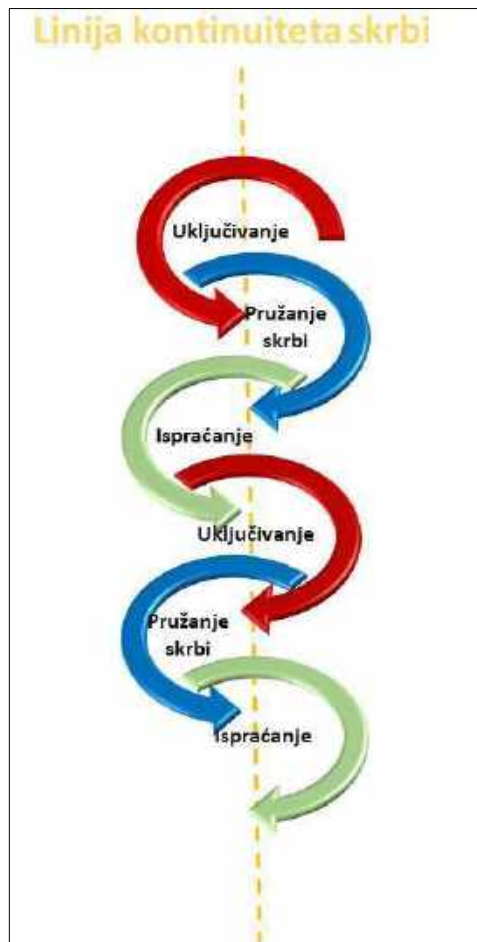 Linija kontinuiteta skrbi
Uključivanje
Pružanje
skrbi
Ispraćanje
Uključivanje
Pružanje
skrbi
Ispraćanje